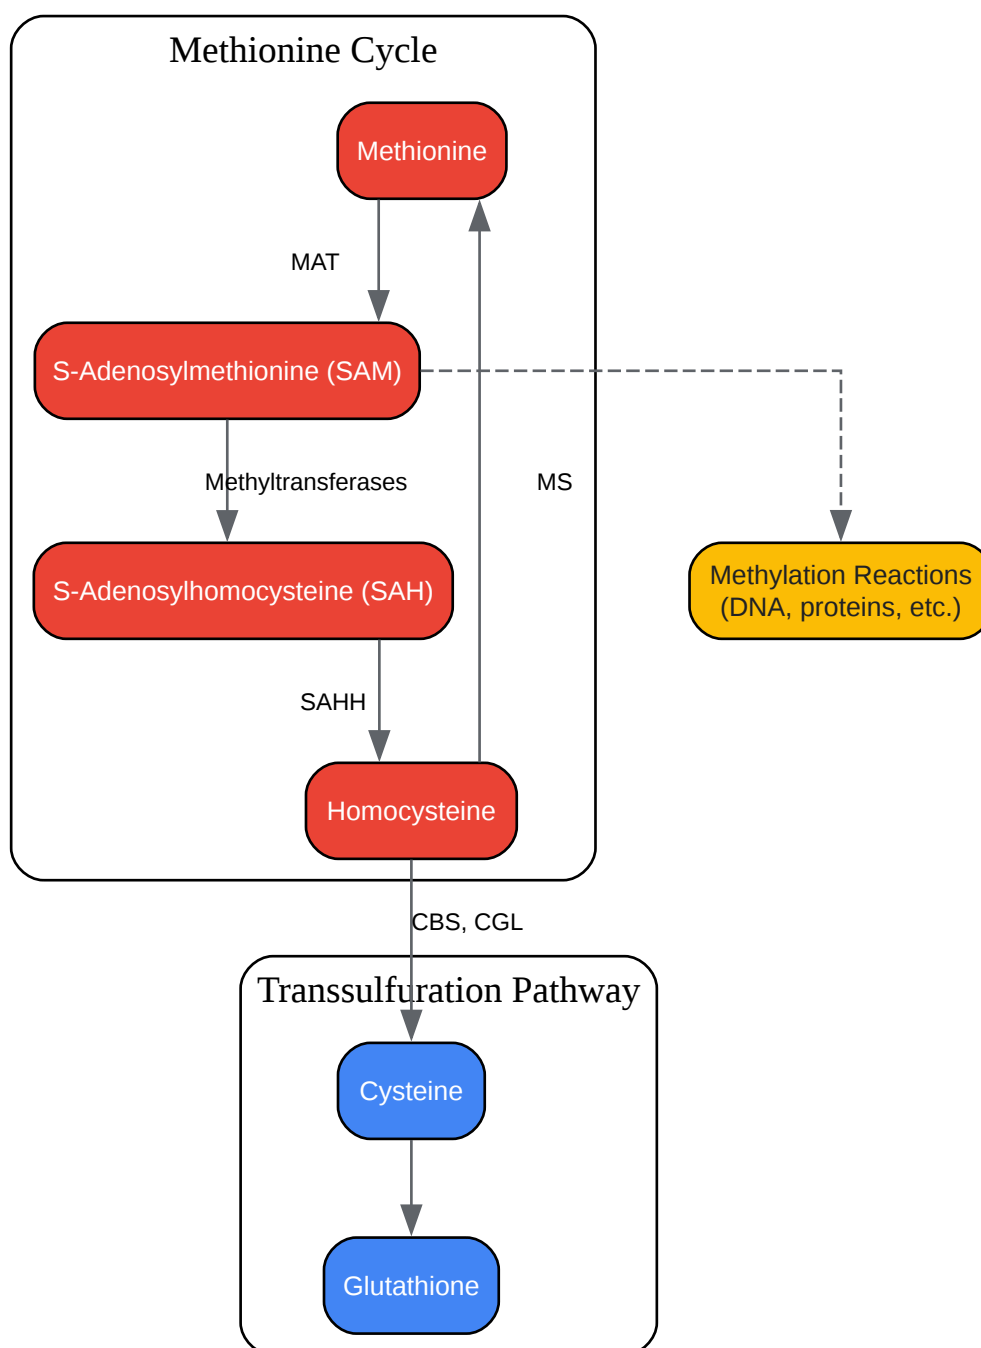 Methionine Cycle
Methionine
MAT
S-Adenosylmethionine (SAM)
Methyltransferases
MS
S-Adenosylhomocysteine (SAH)
Methylation Reactions
(DNA, proteins, etc.)
SAHH
Homocysteine
CBS, CGL
Transsulfuration Pathway
Cysteine
Glutathione